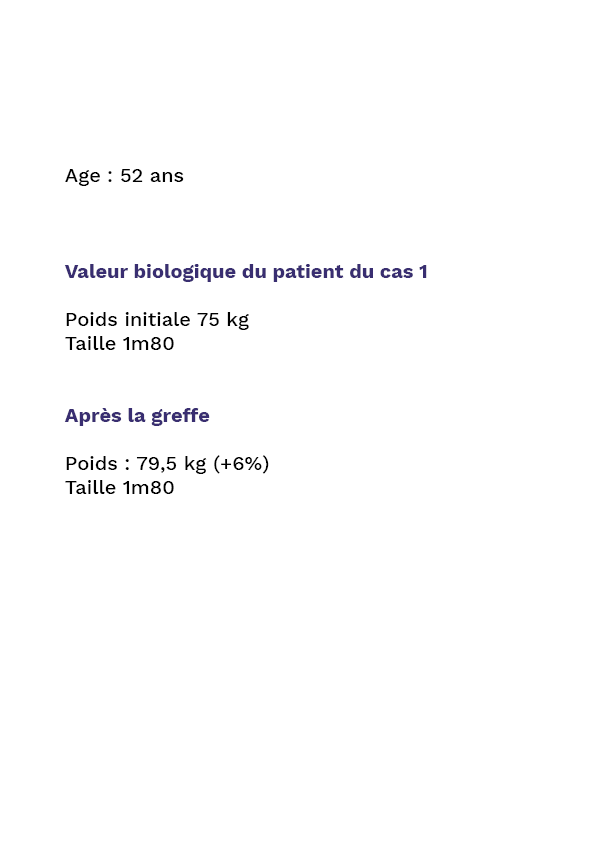 Age : 52 ans
Valeur biologique du patient du cas 1
Poids initiale 75 kg
Taille 1m80
Après la greffe
Poids : 79,5 kg (+6%)
Taille 1m80